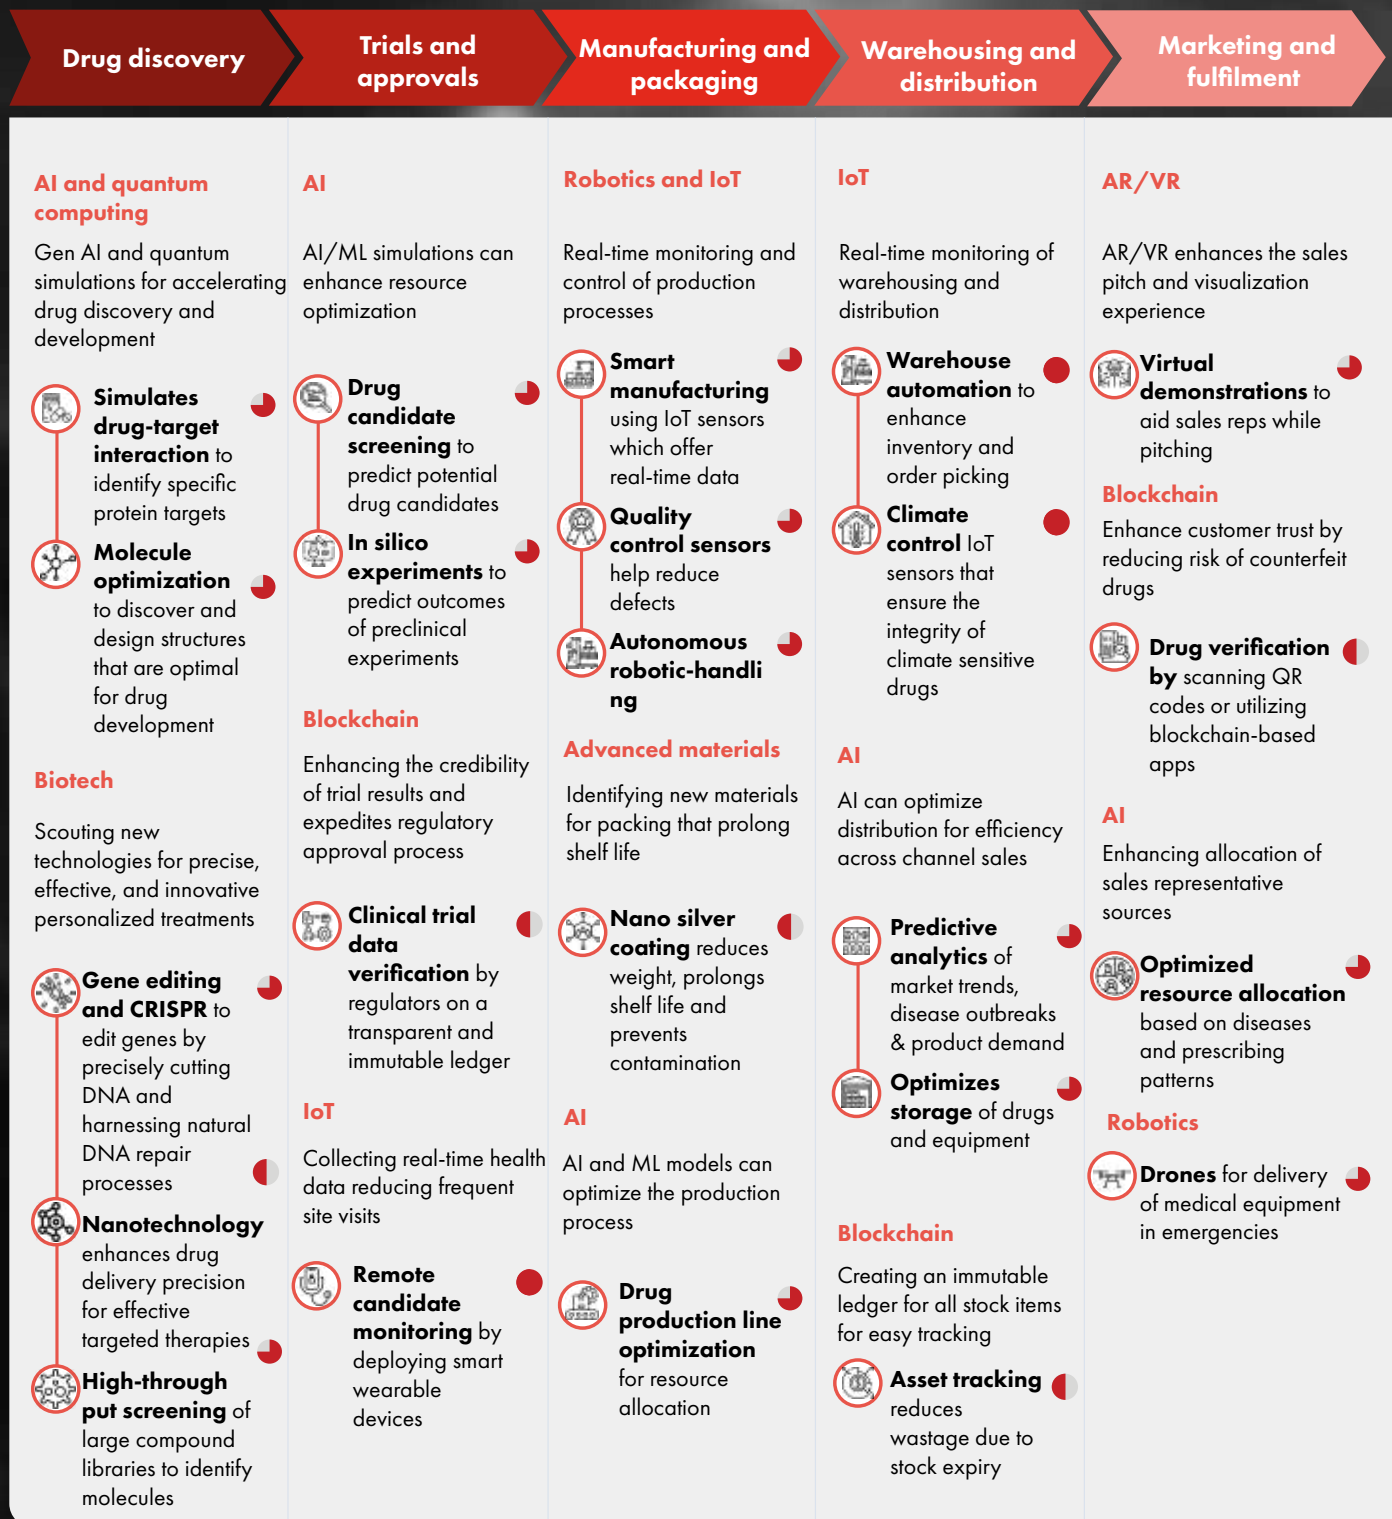 Drug discovery
Trials and
approvals
Manufacturing and
packaging
Warehousing and
distribution
Marketing and
fulfilment
AI and quantum
computing
Gen AI and quantum
simulations for accelerating
drug discovery and
development
Simulates
drug-target
interaction to
identify specific
protein targets
Molecule
optimization
to discover and
design structures
that are optimal
for drug
development
Biotech
Scouting new
technologies for precise,
effective, and innovative
personalized treatments
Gene editing
and CRISPR to
edit genes by
precisely cutting
DNA and
harnessing natural
DNA repair
processes
Nanotechnology
enhances drug
delivery precision
for effective
targeted therapies
High-through
put screening of
large compound
libraries to identify
molecules
AI
AI/ML simulations can
enhance resource
optimization
Drug
candidate
screening to
predict potential
drug candidates
In silico
experiments to
predict outcomes
of preclinical
experiments
Blockchain
Enhancing the credibility
of trial results and
expedites regulatory
approval process
Clinical trial
data
verification by
regulators on a
transparent and
immutable ledger
IoT
Collecting real-time health
data reducing frequent
site visits
Remote
candidate
monitoring by
deploying smart
wearable
devices
Robotics and IoT
Real-time monitoring and
control of production
processes
Smart
manufacturing
using IoT sensors
which offer
real-time data
Quality
control sensors
help reduce
defects
Autonomous
robotic-handli
ng
Advanced materials
Identifying new materials
for packing that prolong
shelf life
Nano silver
coating reduces
weight, prolongs
shelf life and
prevents
contamination
AI
AI and ML models can
optimize the production
process
Drug
production line
optimization
for resource
allocation
IoT
Real-time monitoring of
warehousing and
distribution
Warehouse
automation to
enhance
inventory and
order picking
Climate
control IoT
sensors that
ensure the
integrity of
climate sensitive
drugs
AI
AI can optimize
distribution for efficiency
across channel sales
Predictive
analytics of
market trends,
disease outbreaks
& product demand
Optimizes
storage of drugs
and equipment
Blockchain
Creating an immutable
ledger for all stock items
for easy tracking
Asset tracking
reduces
wastage due to
stock expiry
AR/VR
AR/VR enhances the sales
pitch and visualization
experience
Virtual
demonstrations to
aid sales reps while
pitching
Blockchain
Enhance customer trust by
reducing risk of counterfeit
drugs
Drug verification
by scanning QR
codes or utilizing
blockchain-based
apps
AI
Enhancing allocation of
sales representative
sources
Optimized
resource allocation
based on diseases
and prescribing
patterns
Robotics
Drones for delivery
of medical equipment
in emergencies